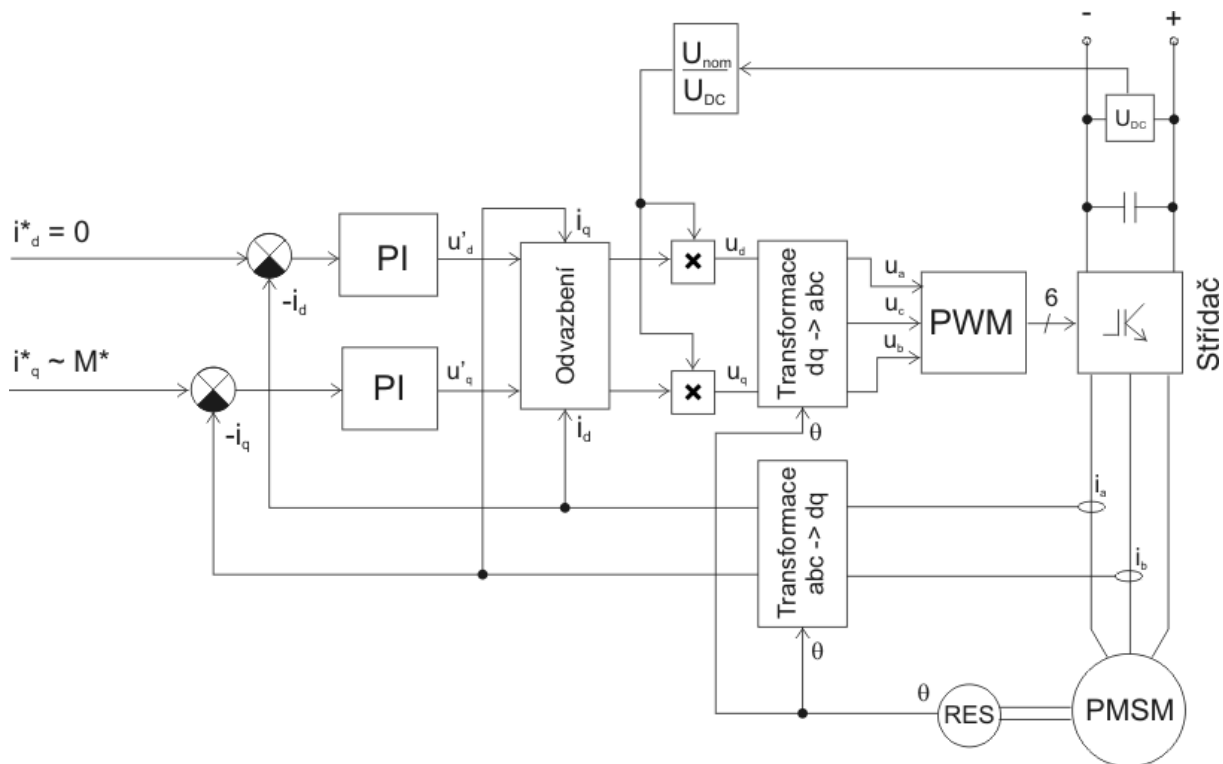 - +
U_nom
U_DC
U_DC
i*_d = 0
PI
u'_d
i_q
u_d
-i_d
Odvazbení
Transformace
dq -> abc
u_a
u_c
u_b
PWM
6
Střídač
i*_q ~ M*
PI
u'_q
u_q
-i_q
i_d
θ
Transformace
abc -> dq
i_a
i_b
θ
θ
RES
PMSM